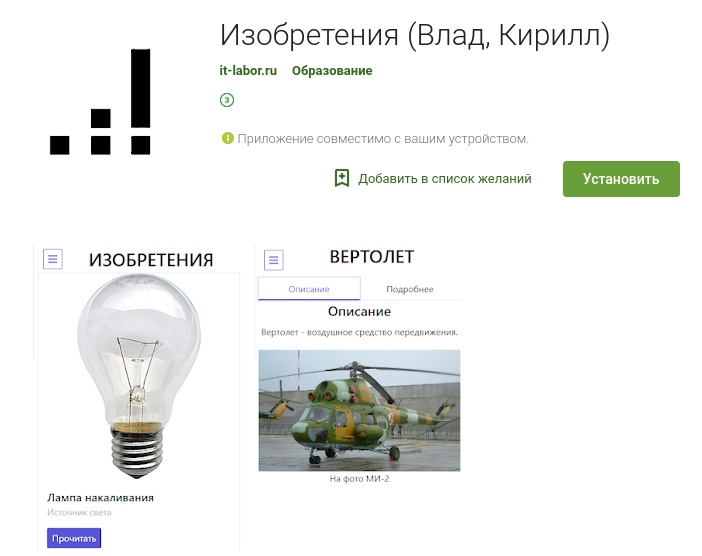 Изобретения (Влад, Кирилл)
it-labor.ru Образование
3
Приложение совместимо с вашим устройством.
Добавить в список желаний Установить
ИЗОБРЕТЕНИЯ
Лампа накаливания
Источник света
Прочитать
ВЕРТОЛЕТ
Описание Подробнее
Описание
Вертолет - воздушное средство передвижения.
На фото МИ-2